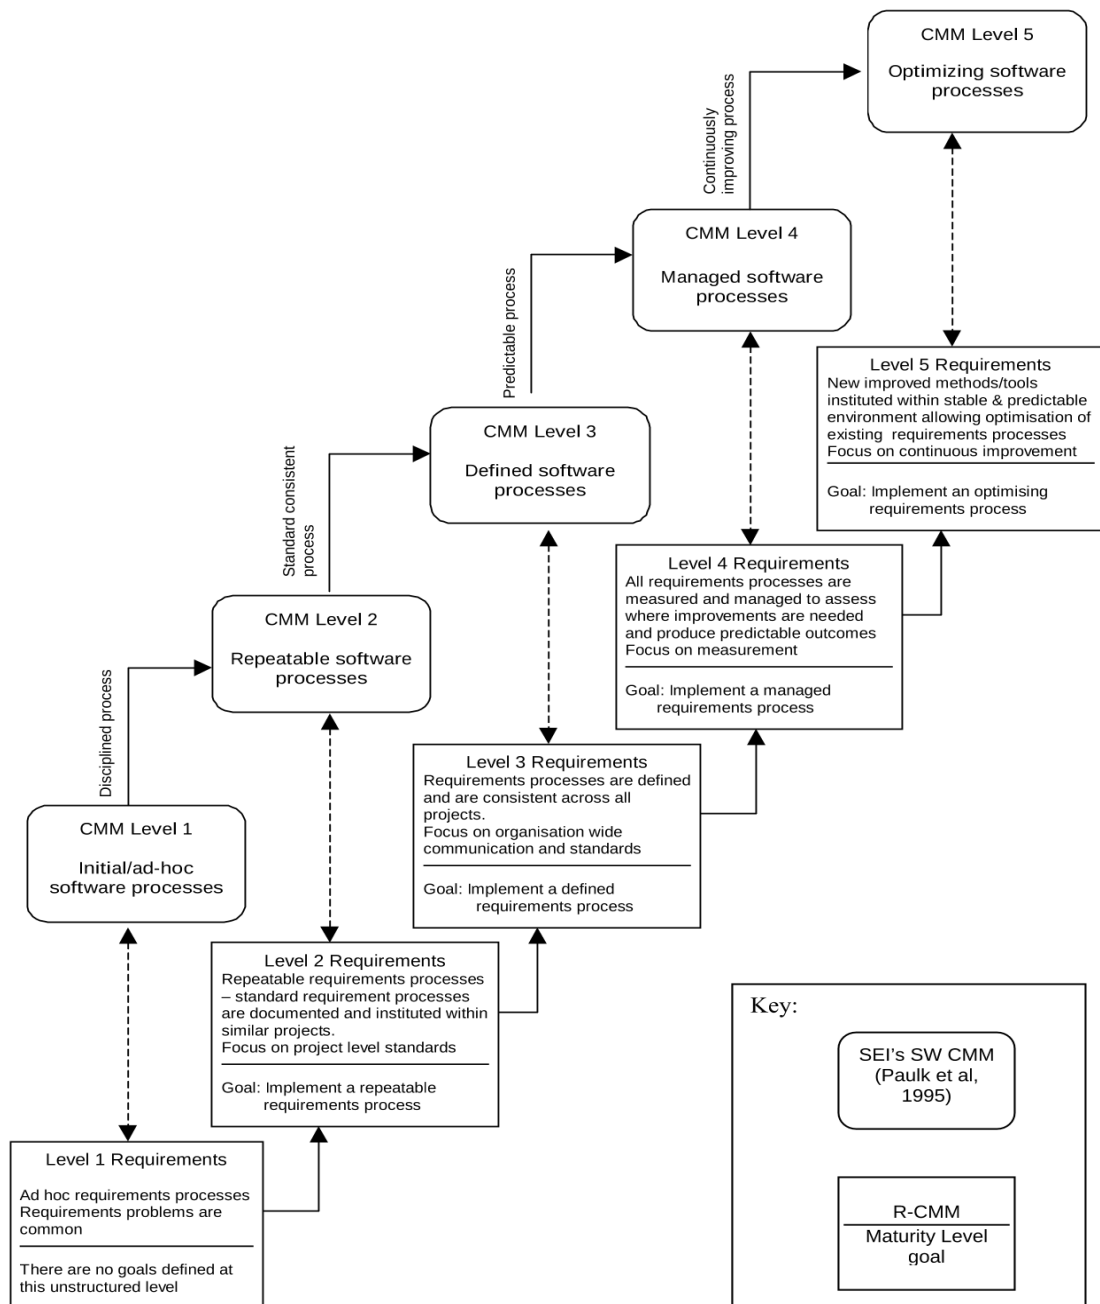 CMM Level 5
Optimizing software
processes
Continuously
improving process
CMM Level 4
Managed software
processes
Predictable process
CMM Level 3
Defined software
processes
Standard consistent
process
CMM Level 2
Repeatable software
processes
Disciplined process
CMM Level 1
Initial/ad-hoc
software processes
Level 5 Requirements
New improved methods/tools
instituted within stable & predictable
environment allowing optimisation of
existing requirements processes
Focus on continuous improvement
Goal: Implement an optimising
requirements process
Level 4 Requirements
All requirements processes are
measured and managed to assess
where improvements are needed
and produce predictable outcomes
Focus on measurement
Goal: Implement a managed
requirements process
Level 3 Requirements
Requirements processes are defined
and are consistent across all
projects.
Focus on organisation wide
communication and standards
Goal: Implement a defined
requirements process
Level 2 Requirements
Repeatable requirements processes
– standard requirement processes
are documented and instituted within
similar projects.
Focus on project level standards
Goal: Implement a repeatable
requirements process
Level 1 Requirements
Ad hoc requirements processes
Requirements problems are
common
There are no goals defined at
this unstructured level
Key:
SEI's SW CMM
(Paulk et al,
1995)
R-CMM
Maturity Level
goal